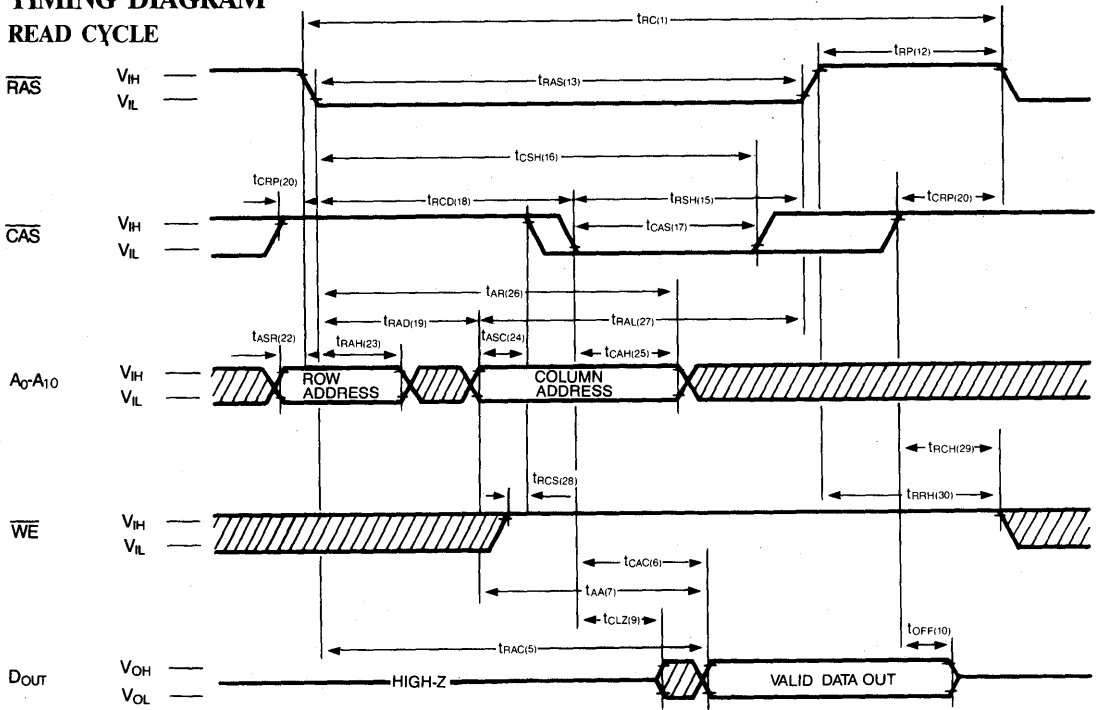 TIMING DIAGRAM
READ CYCLE
tRC(1)
tRP(12)
RAS
VIH
VIL
tRAS(13)
tCSH(16)
tCRP(20)
tRCD(18)
tRSH(15)
tCRP(20)
CAS
VIH
VIL
tCAS(17)
tAR(26)
tRAD(19)
tRAL(27)
tASR(22)
tRAH(23)
tASC(24)
tCAH(25)
A0-A10
VIH
VIL
ROW
ADDRESS
COLUMN
ADDRESS
tRCH(29)
tRCS(28)
tRRH(30)
WE
VIH
VIL
tCAC(6)
tAA(7)
tCLZ(9)
tOFF(10)
tRAC(5)
DOUT
VOH
VOL
HIGH-Z
VALID DATA OUT